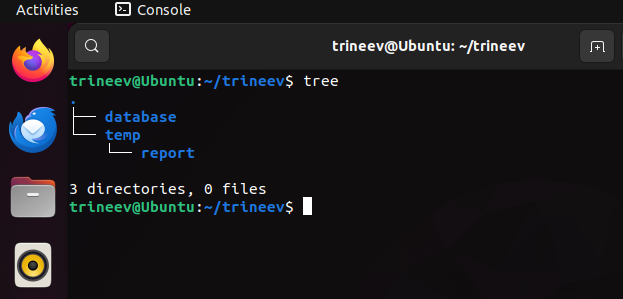 Activities Console
trineev@Ubuntu: ~/trineev
trineev@Ubuntu:~/trineev$ tree
.
├── database
└── temp
    └── report
3 directories, 0 files
trineev@Ubuntu:~/trineev$